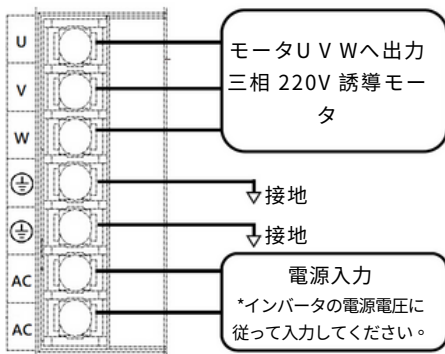 U
V
W
AC
AC
モータU V Wへ出力
三相 220V 誘導モー
タ
接地
接地
電源入力
*インバータの電源電圧に
従って入力してください。